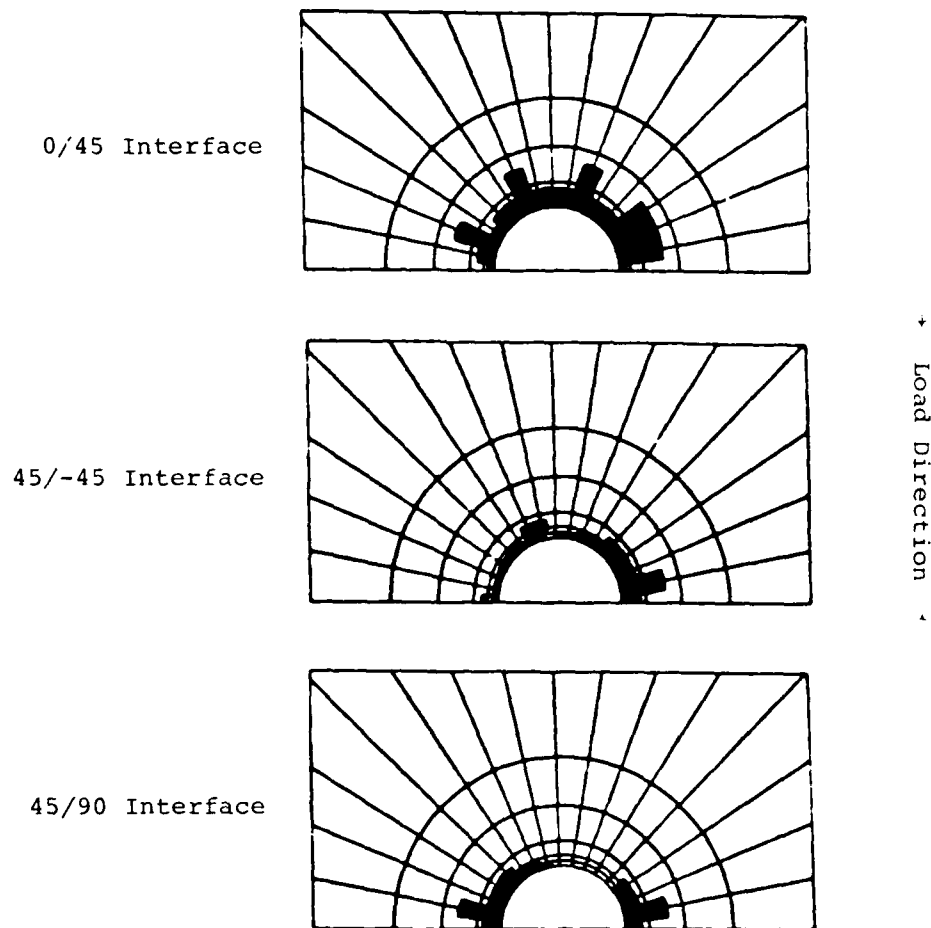 0/45 Interface
45/-45 Interface
Load Direction
45/90 Interface